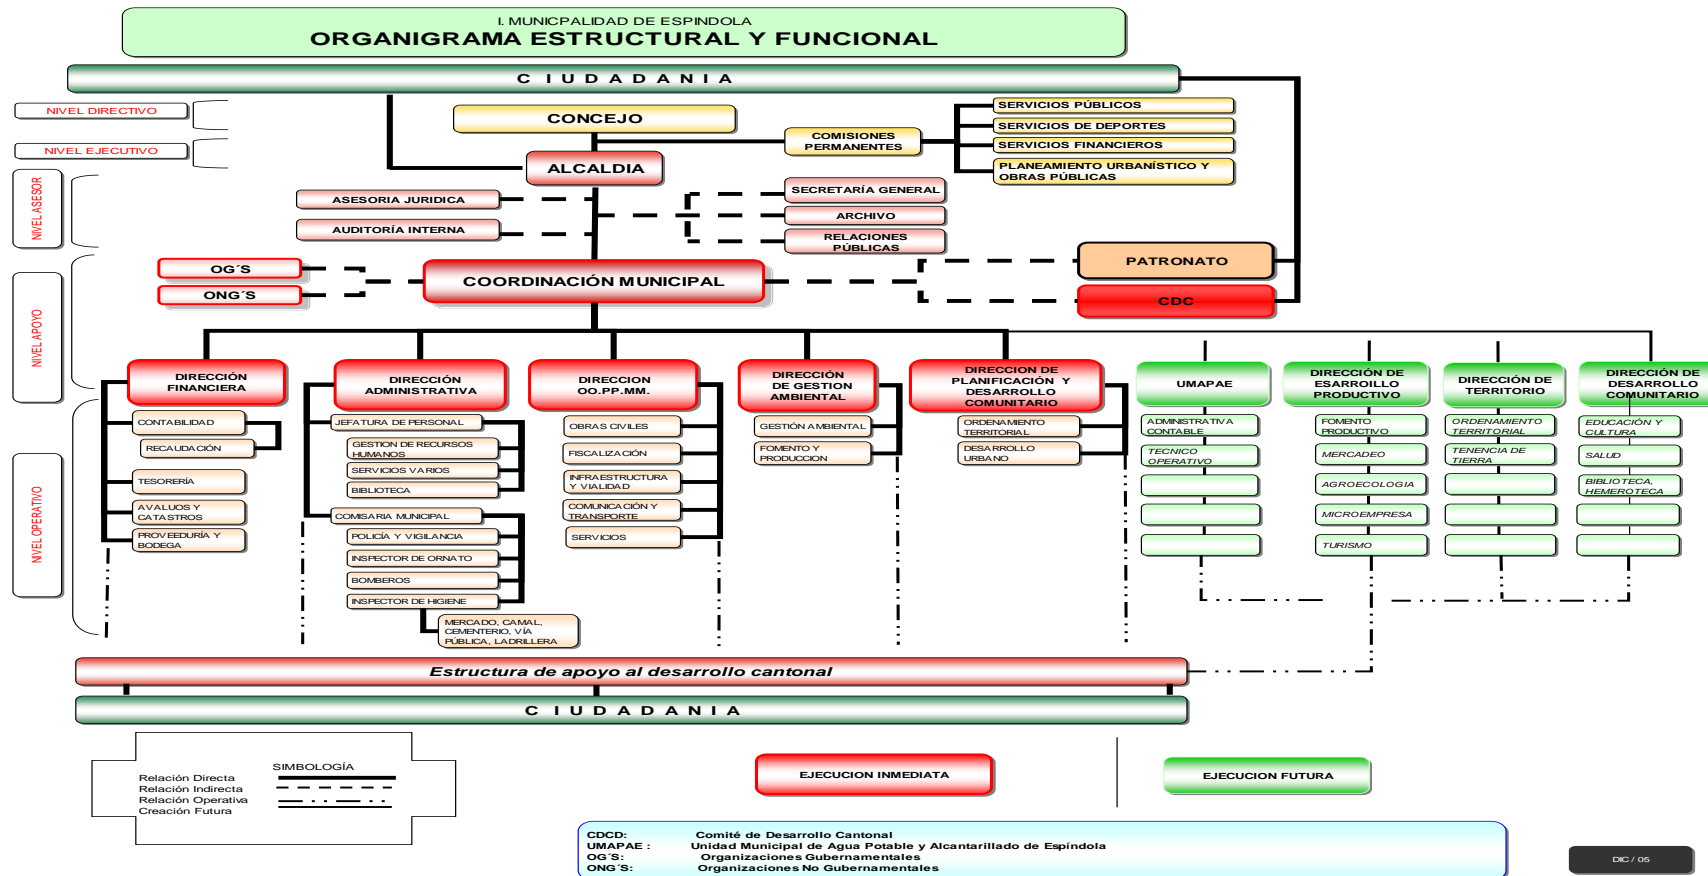 I. MUNICPALIDAD DE ESPINDOLA
ORGANIGRAMA ESTRUCTURAL Y FUNCIONAL
C I U D A D A N I A
NIVEL DIRECTIVO
NIVEL EJECUTIVO
NIVEL ASESOR
NIVEL APOYO
NIVEL OPERATIVO
CONCEJO
ALCALDIA
COMISIONES
PERMANENTES
SERVICIOS PÚBLICOS
SERVICIOS DE DEPORTES
SERVICIOS FINANCIEROS
PLANEAMIENTO URBANÍSTICO Y
OBRAS PÚBLICAS
ASESORIA JURIDICA
AUDITORÍA INTERNA
SECRETARÍA GENERAL
ARCHIVO
RELACIONES
PÚBLICAS
OG´S
ONG´S
COORDINACIÓN MUNICIPAL
PATRONATO
CDC
DIRECCIÓN
FINANCIERA
CONTABILIDAD
RECAUDACIÓN
TESORERÍA
AVALUOS Y
CATASTROS
PROVEEDURÍA Y
BODEGA
DIRECCIÓN
ADMINISTRATIVA
JEFATURA DE PERSONAL
GESTION DE RECURSOS
HUMANOS
SERVICIOS VARIOS
BIBLIOTECA
COMISARIA MUNICIPAL
POLICÍA Y VIGILANCIA
INSPECTOR DE ORNATO
BOMBEROS
INSPECTOR DE HIGIENE
MERCADO, CAMAL,
CEMENTERIO, VÍA
PÚBLICA, LADRILLERA
DIRECCION
OO.PP.MM.
OBRAS CIVILES
FISCALIZACIÓN
INFRAESTRUCTURA
Y VIALIDAD
COMUNICACIÓN Y
TRANSPORTE
SERVICIOS
DIRECCIÓN
DE GESTION
AMBIENTAL
GESTIÓN AMBIENTAL
FOMENTO Y
PRODUCCION
DIRECCION DE
PLANIFICACIÓN Y
DESARROLLO
COMUNITARIO
ORDENAMIENTO
TERRITORIAL
DESARROLLO
URBANO
UMAPAE
ADMINISTRATIVA
CONTABLE
TECNICO
OPERATIVO
DIRECCIÓN DE
ESARROILLO
PRODUCTIVO
FOMENTO
PRODUCTIVO
MERCADEO
AGROECOLOGIA
MICROEMPRESA
TURISMO
DIRECCIÓN DE
TERRITORIO
ORDENAMIENTO
TERRITORIAL
TENENCIA DE
TIERRA
DIRECCIÓN DE
DESARROLLO
COMUNITARIO
EDUCACIÓN Y
CULTURA
SALUD
BIBLIOTECA,
HEMEROTECA
Estructura de apoyo al desarrollo cantonal
C I U D A D A N I A
SIMBOLOGÍA
Relación Directa
Relación Indirecta
Relación Operativa
Creación Futura
EJECUCION INMEDIATA
EJECUCION FUTURA
CDCD: Comité de Desarrollo Cantonal
UMAPAE : Unidad Municipal de Agua Potable y Alcantarillado de Espíndola
OG´S: Organizaciones Gubernamentales
ONG´S: Organizaciones No Gubernamentales
DIC / 05